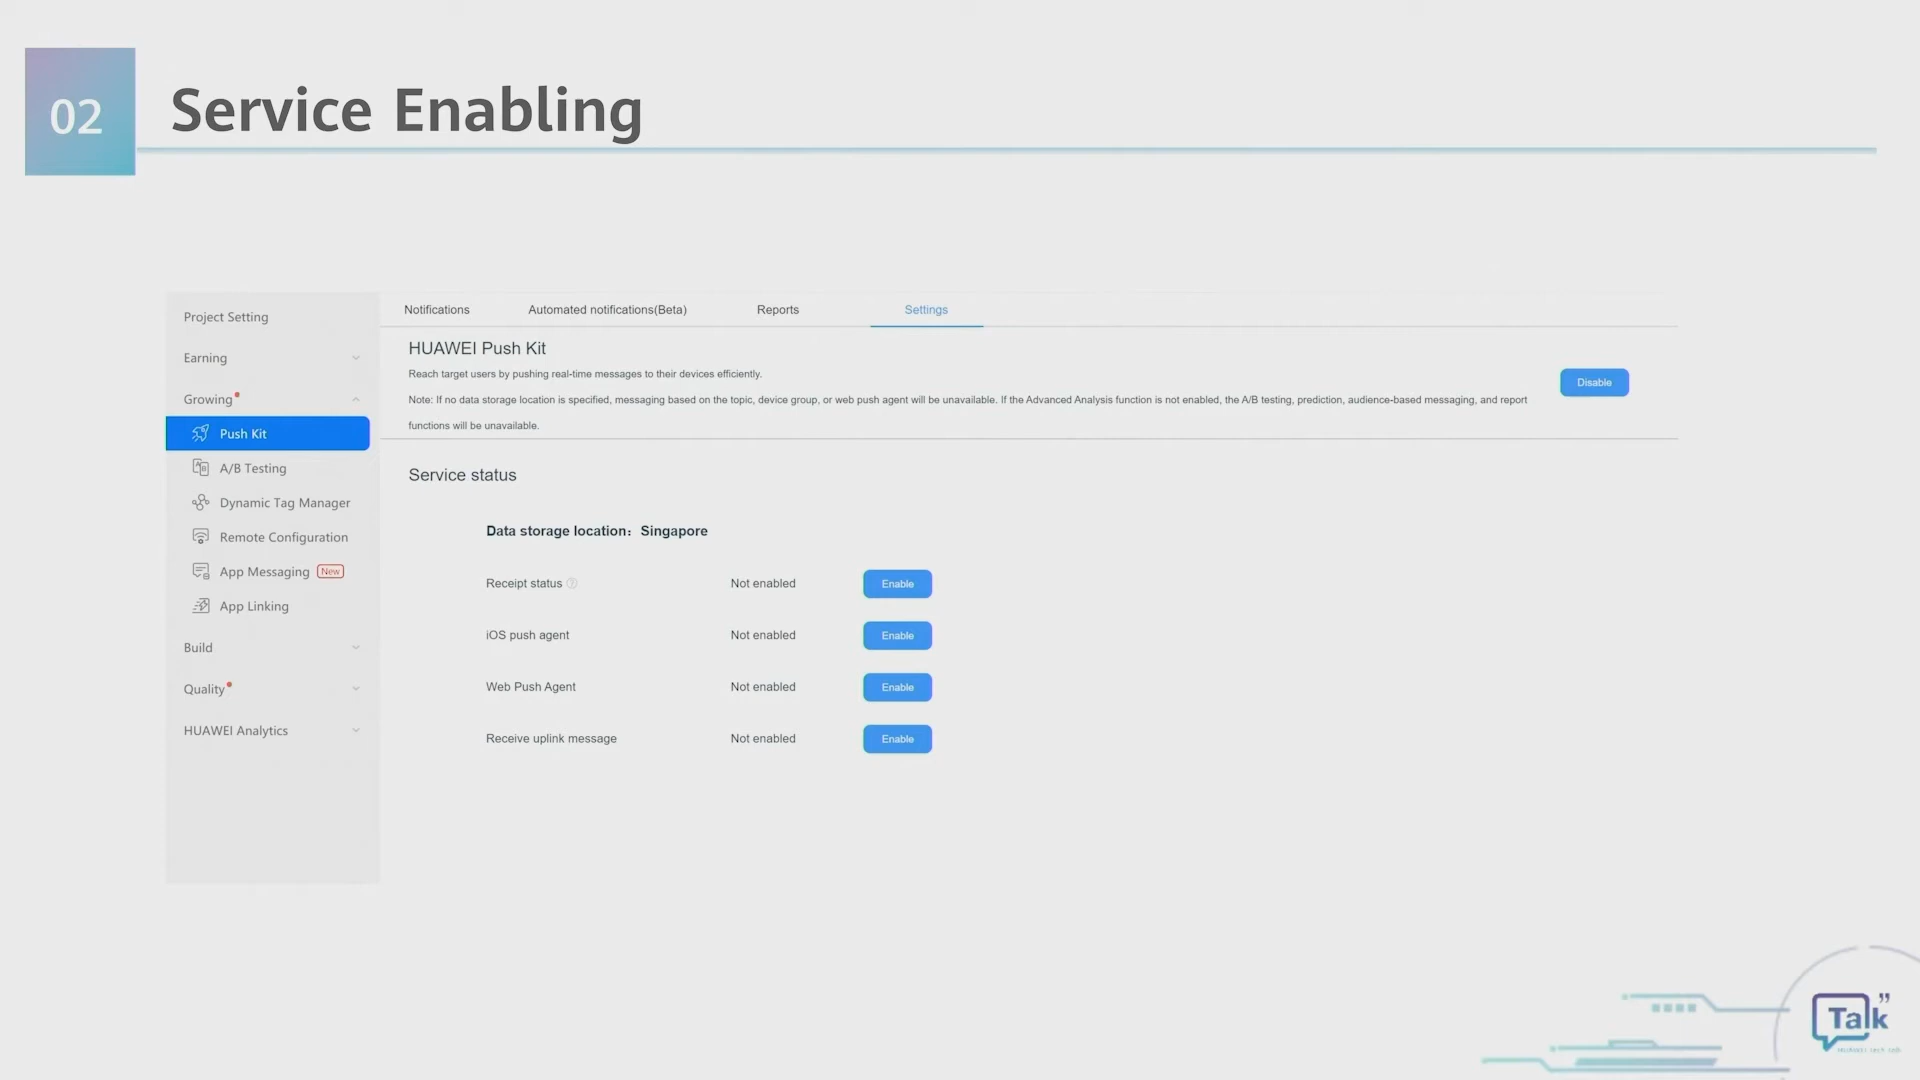 02
Service Enabling
Project Setting
Earning
Growing
Push Kit
A/B Testing
Dynamic Tag Manager
Remote Configuration
App Messaging New
App Linking
Build
Quality
HUAWEI Analytics
Notifications
Automated notifications(Beta)
Reports
Settings
HUAWEI Push Kit
Reach target users by pushing real-time messages to their devices efficiently.
Note: If no data storage location is specified, messaging based on the topic, device group, or web push agent will be unavailable. If the Advanced Analysis function is not enabled, the A/B testing, prediction, audience-based messaging, and report
functions will be unavailable.
Disable
Service status
Data storage location: Singapore
Receipt status Not enabled Enable
iOS push agent Not enabled Enable
Web Push Agent Not enabled Enable
Receive uplink message Not enabled Enable
Talk”